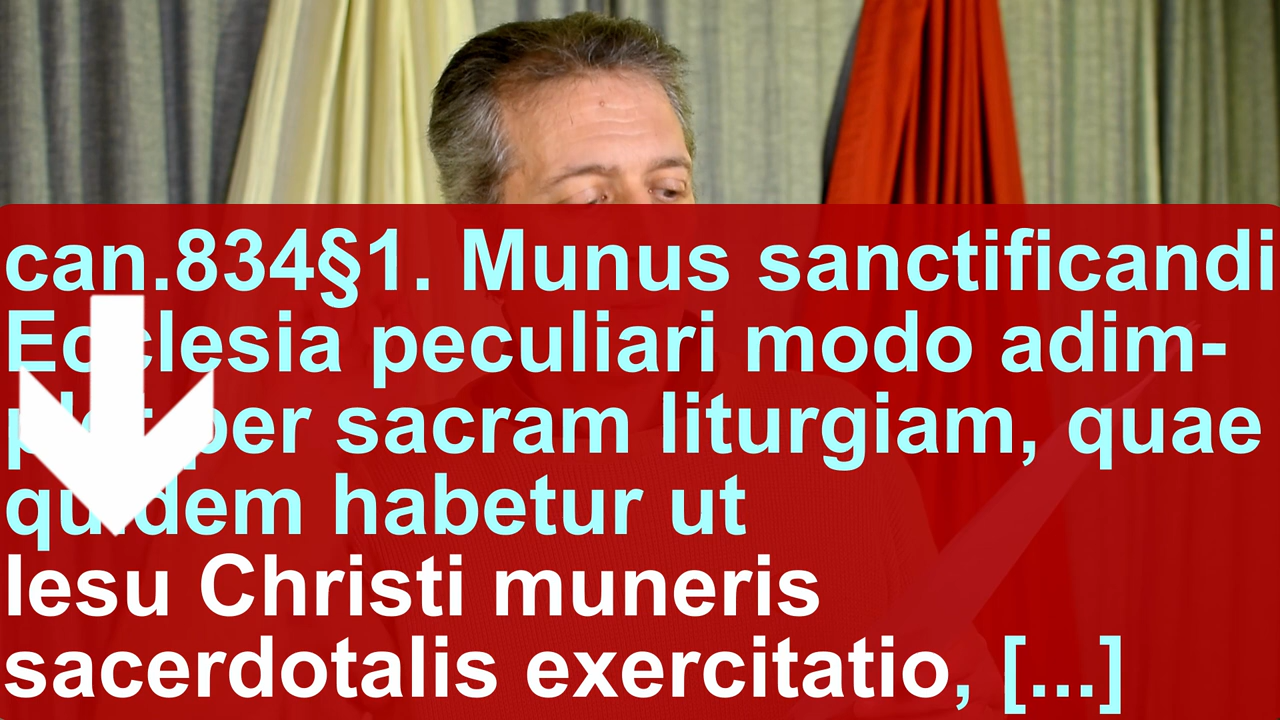 can.834§1. Munus sanctificandi
Ecclesia peculiari modo adim-
plet per sacram liturgiam, quae
quidem habetur ut
Iesu Christi muneris
sacerdotalis exercitatio, [...]